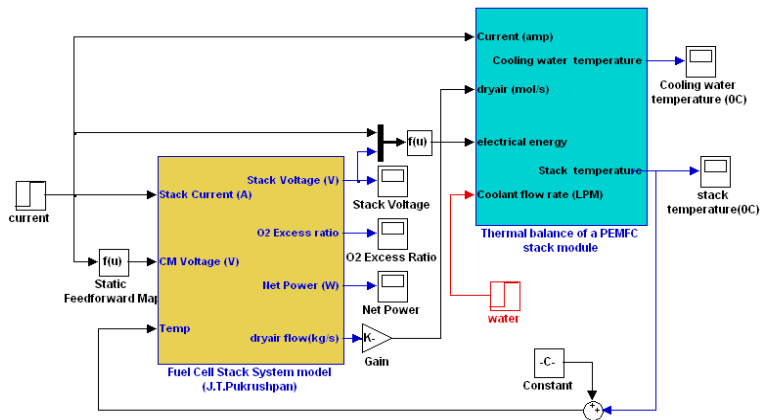 Current (amp)
Cooling water temperature
Cooling water
temperature (0C)
dryair (mol/s)
f(u)
electrical energy
Stack Voltage (V)
Stack temperature
stack
temperature(0C)
current
Stack Current (A)
Stack Voltage
Coolant flow rate (LPM)
O2 Excess ratio
Thermal balance of a PEMFC
stack module
O2 Excess Ratio
f(u)
CM Voltage (V)
Static
Feedforward Map
Net Power (W)
Net Power
water
Temp
dryair flow(kg/s)
K-
Gain
-C-
Constant
Fuel Cell Stack System model
(J.T.Pukrushpan)
+
+